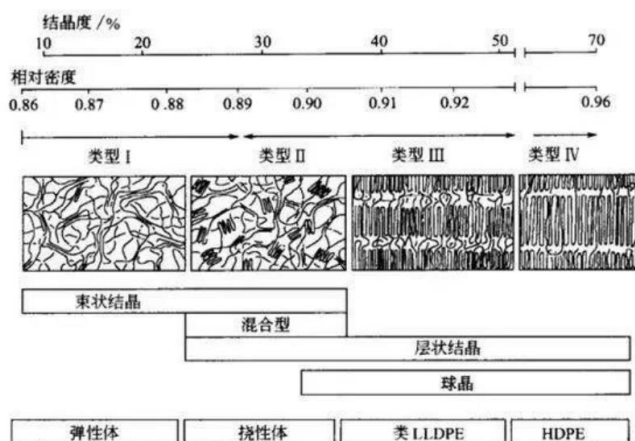 结晶度/%
10 20 30 40 50 70
相对密度
0.86 0.87 0.88 0.89 0.90 0.91 0.92 0.96
类型 I 类型 II 类型 III 类型 IV
束状结晶
混合型
层状结晶
球晶
弹性体 挠性体 类 LLDPE HDPE